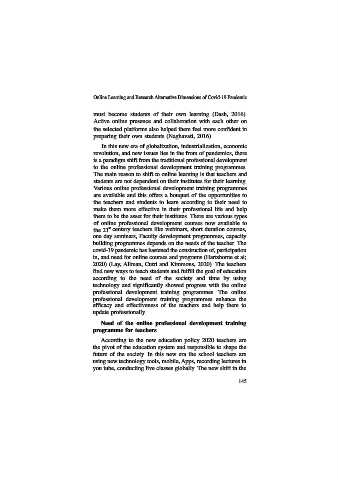 Online Learning and Research Alternative Dimensions of Covid-19 Pandemic
must become students of their own learning (Dash, 2016).
Active online presence and collaboration with each other on
the selected platforms also helped them feel more confident in
preparing their own students (Naghavati, 2016)
In this new era of globalization, industrialization, economic
revolution, and new issues lies in the from of pandemics, there
is a paradigm shift from the traditional professional development
to the online professional development training programmes.
The main reason to shift to online learning is that teachers and
students are not dependent on their institutes for their learning.
Various online professional development training programmes
are available and this offers a bouquet of the opportunities to
the teachers and students to learn according to their need to
make them more effective in their professional life and help
them to be the asset for their institutes. There are various types
of online professional development courses now available to
the 21st century teachers like webinars, short duration courses,
one day seminars, Faculty development programmes, capacity
building programmes depends on the needs of the teacher. The
covid-19 pandemic has hastened the construction of, participation
in, and need for online courses and programs (Hartshorne et al;
2020) (Lay, Allman, Cutri and Kimmons, 2020). The teachers
find new ways to teach students and fulfill the goal of education
according to the need of the society and time by using
technology and significantly showed progress with the online
professional development training programmes. The online
professional development training programmes enhance the
efficacy and effectiveness of the teachers and help them to
update professionally.
Need of the online professional development training
programme for teachers
According to the new education policy 2020 teachers are
the pivot of the education system and responsible to shape the
future of the society. In this new era the school teachers are
using new technology tools, mobile, Apps, recording lectures in
you tube, conducting live classes globally. The new shift in the
145